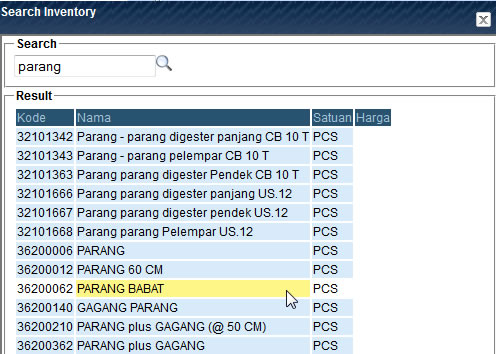 Search Inventory
Search
parang
Result
Kode Nama Satuan Harga
32101342 Parang - parang digester panjang CB 10 T PCS
32101343 Parang - parang pelempar CB 10 T PCS
32101363 Parang parang digester Pendek CB 10 T PCS
32101666 Parang parang digester panjang US.12 PCS
32101667 Parang parang digester pendek US.12 PCS
32101668 Parang parang Pelempar US.12 PCS
36200006 PARANG PCS
36200012 PARANG 60 CM PCS
36200062 PARANG BABAT PCS
36200140 GAGANG PARANG PCS
36200210 PARANG plus GAGANG (@ 50 CM) PCS
36200362 PARANG plus GAGANG PCS